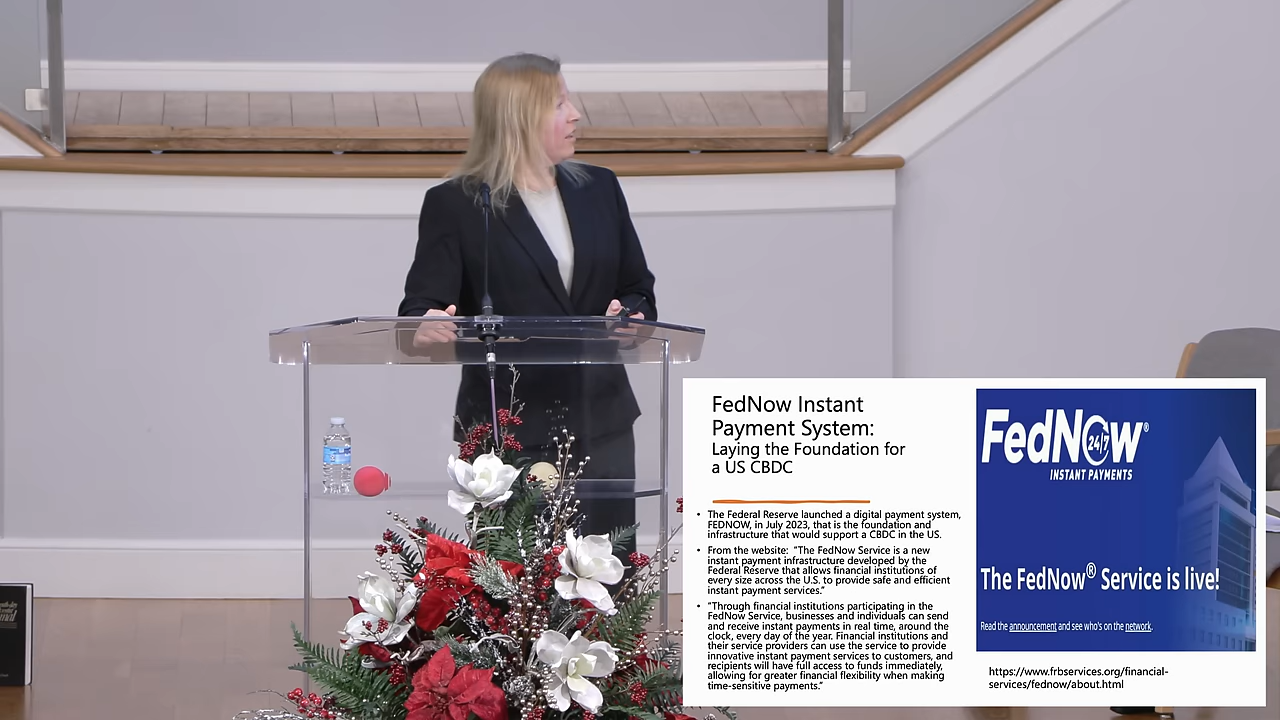 FedNow Instant
Payment System:
Laying the Foundation for
a US CBDC
• The Federal Reserve launched a digital payment system,
FEDNOW, in July 2023, that is the foundation and
infrastructure that would support a CBDC in the US.
• From the website: "The FedNow Service is a new
instant payment infrastructure developed by the
Federal Reserve that allows financial institutions of
every size across the U.S. to provide safe and efficient
instant payment services."
• "Through financial institutions participating in the
FedNow Service, businesses and individuals can send
and receive instant payments in real time, around the
clock, every day of the year. Financial institutions and
their service providers can use the service to provide
innovative instant payment services to customers, and
recipients will have full access to funds immediately,
allowing for greater financial flexibility when making
time-sensitive payments."
FedNow®
24/7
INSTANT PAYMENTS
The FedNow® Service is live!
Read the announcement and see who's on the network.
https://www.frbservices.org/financial-
services/fednow/about.html